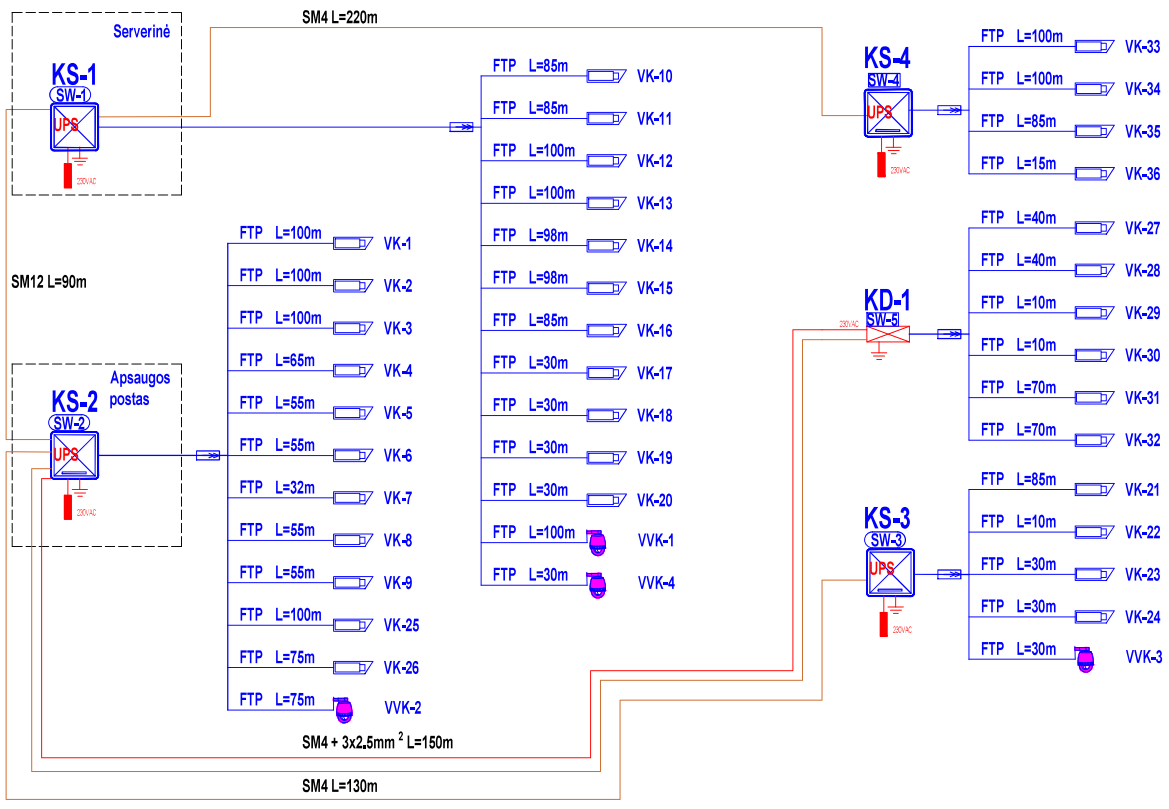 SM4 L=220m
Serverinė
KS-1
SW-1
UPS
230VAC
SM12 L=90m
Apsaugos
postas
KS-2
SW-2
UPS
230VAC
FTP L=100m VK-1
FTP L=100m VK-2
FTP L=100m VK-3
FTP L=65m VK-4
FTP L=55m VK-5
FTP L=55m VK-6
FTP L=32m VK-7
FTP L=55m VK-8
FTP L=55m VK-9
FTP L=100m VK-25
FTP L=75m VK-26
FTP L=75m VVK-2
SM4 + 3x2.5mm ² L=150m
SM4 L=130m
FTP L=85m VK-10
FTP L=85m VK-11
FTP L=100m VK-12
FTP L=100m VK-13
FTP L=98m VK-14
FTP L=98m VK-15
FTP L=85m VK-16
FTP L=30m VK-17
FTP L=30m VK-18
FTP L=30m VK-19
FTP L=30m VK-20
FTP L=100m VVK-1
FTP L=30m VVK-4
KS-4
SW-4
UPS
230VAC
FTP L=100m VK-33
FTP L=100m VK-34
FTP L=85m VK-35
FTP L=15m VK-36
KD-1
230VAC SW-5
FTP L=40m VK-27
FTP L=40m VK-28
FTP L=10m VK-29
FTP L=10m VK-30
FTP L=70m VK-31
FTP L=70m VK-32
KS-3
SW-3
UPS
230VAC
FTP L=85m VK-21
FTP L=10m VK-22
FTP L=30m VK-23
FTP L=30m VK-24
FTP L=30m VVK-3